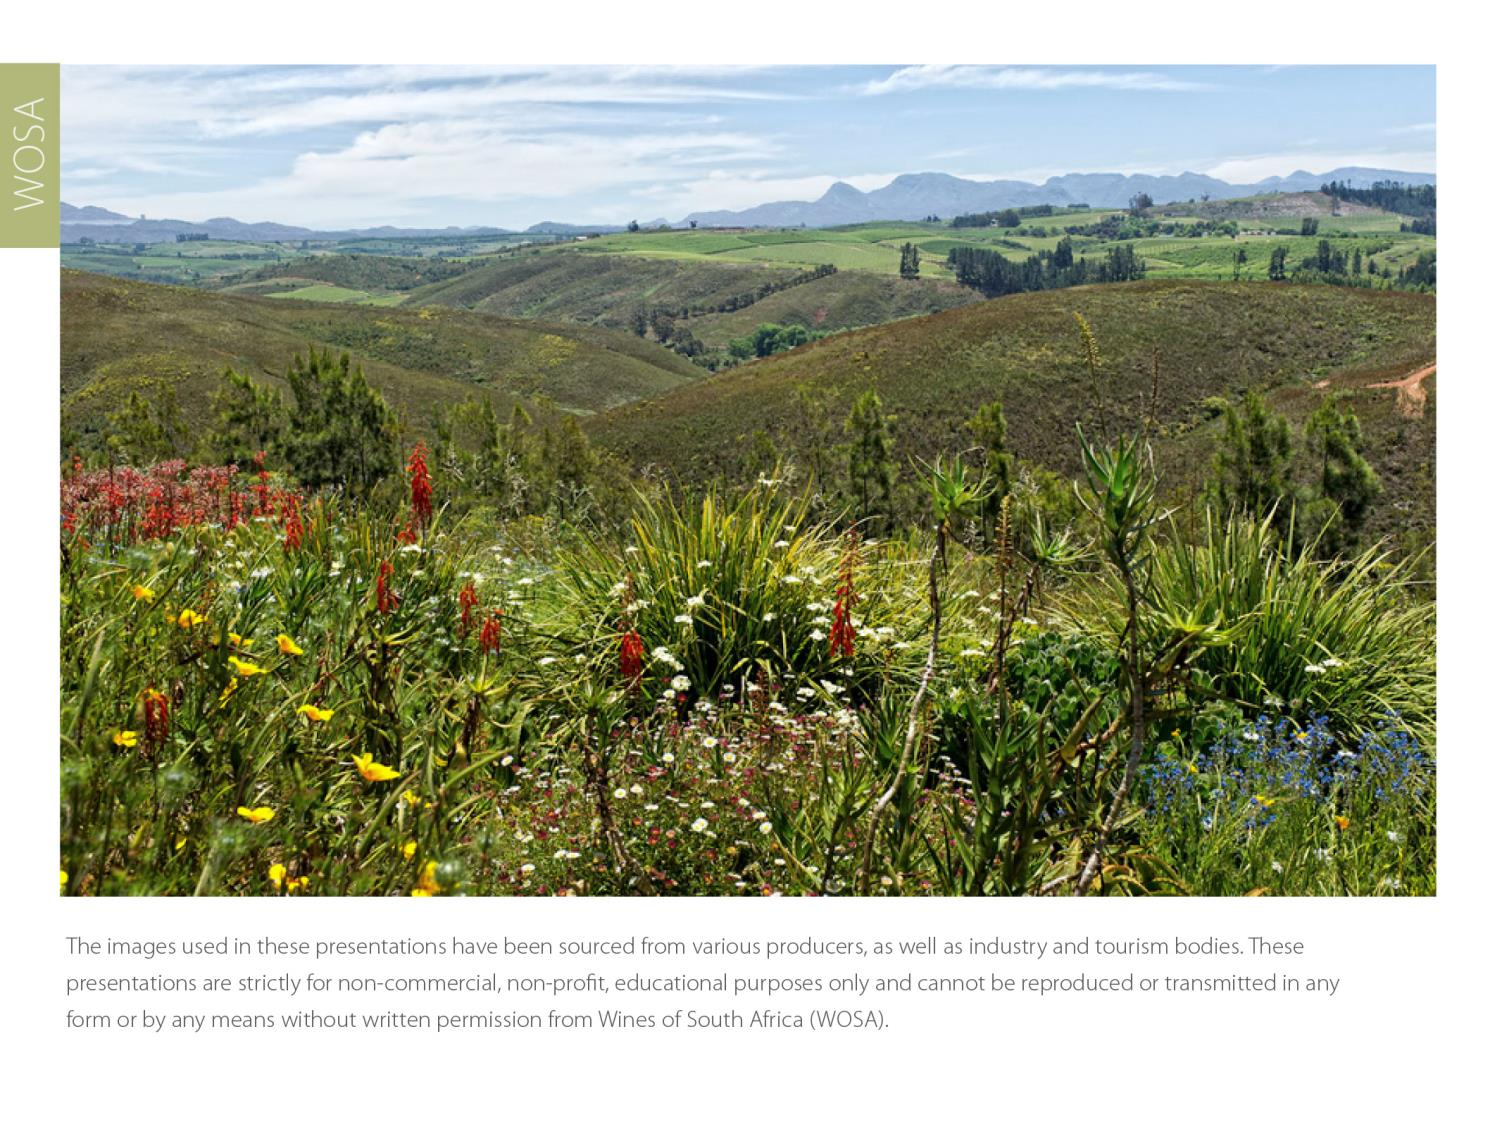 WOSA
The images used in these presentations have been sourced from various producers, as well as industry and tourism bodies. These
presentations are strictly for non-commercial, non-profit, educational purposes only and cannot be reproduced or transmitted in any
form or by any means without written permission from Wines of South Africa (WOSA).